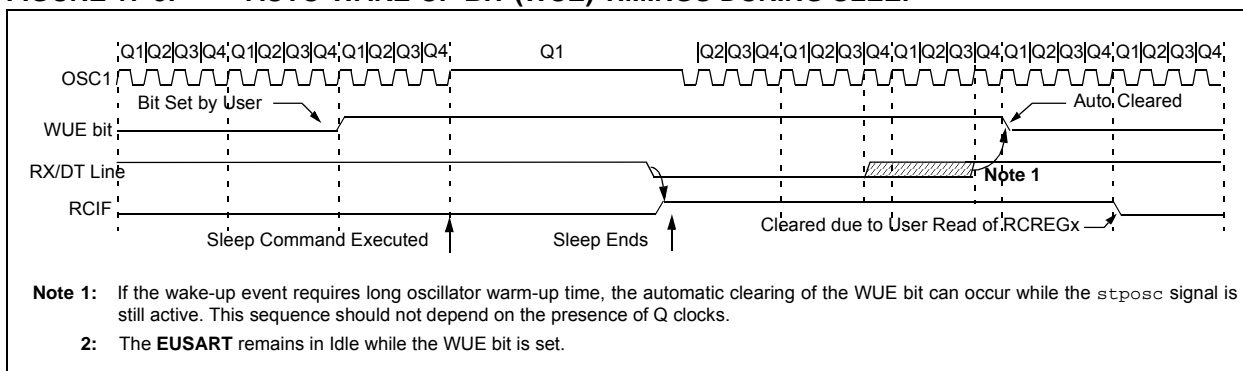 FIGURE AUTO-WAKE-UP BIT (WUE) TIMINGS DURING SLEEP
Q1 Q2 Q3 Q4 Q1 Q2 Q3 Q4 Q1 Q2 Q3 Q4 Q1 Q2 Q3 Q4 Q1 Q2 Q3 Q4 Q1 Q2 Q3 Q4 Q1 Q2 Q3 Q4 Q1 Q2 Q3 Q4
OSC1
Bit Set by User
Auto Cleared
WUE bit
RX/DT Line
Note 1
RCIF
Cleared due to User Read of RCREGx
Sleep Command Executed
Sleep Ends
Note 1: If the wake-up event requires long oscillator warm-up time, the automatic clearing of the WUE bit can occur while the stposc signal is
still active. This sequence should not depend on the presence of Q clocks.
2: The EUSART remains in Idle while the WUE bit is set.